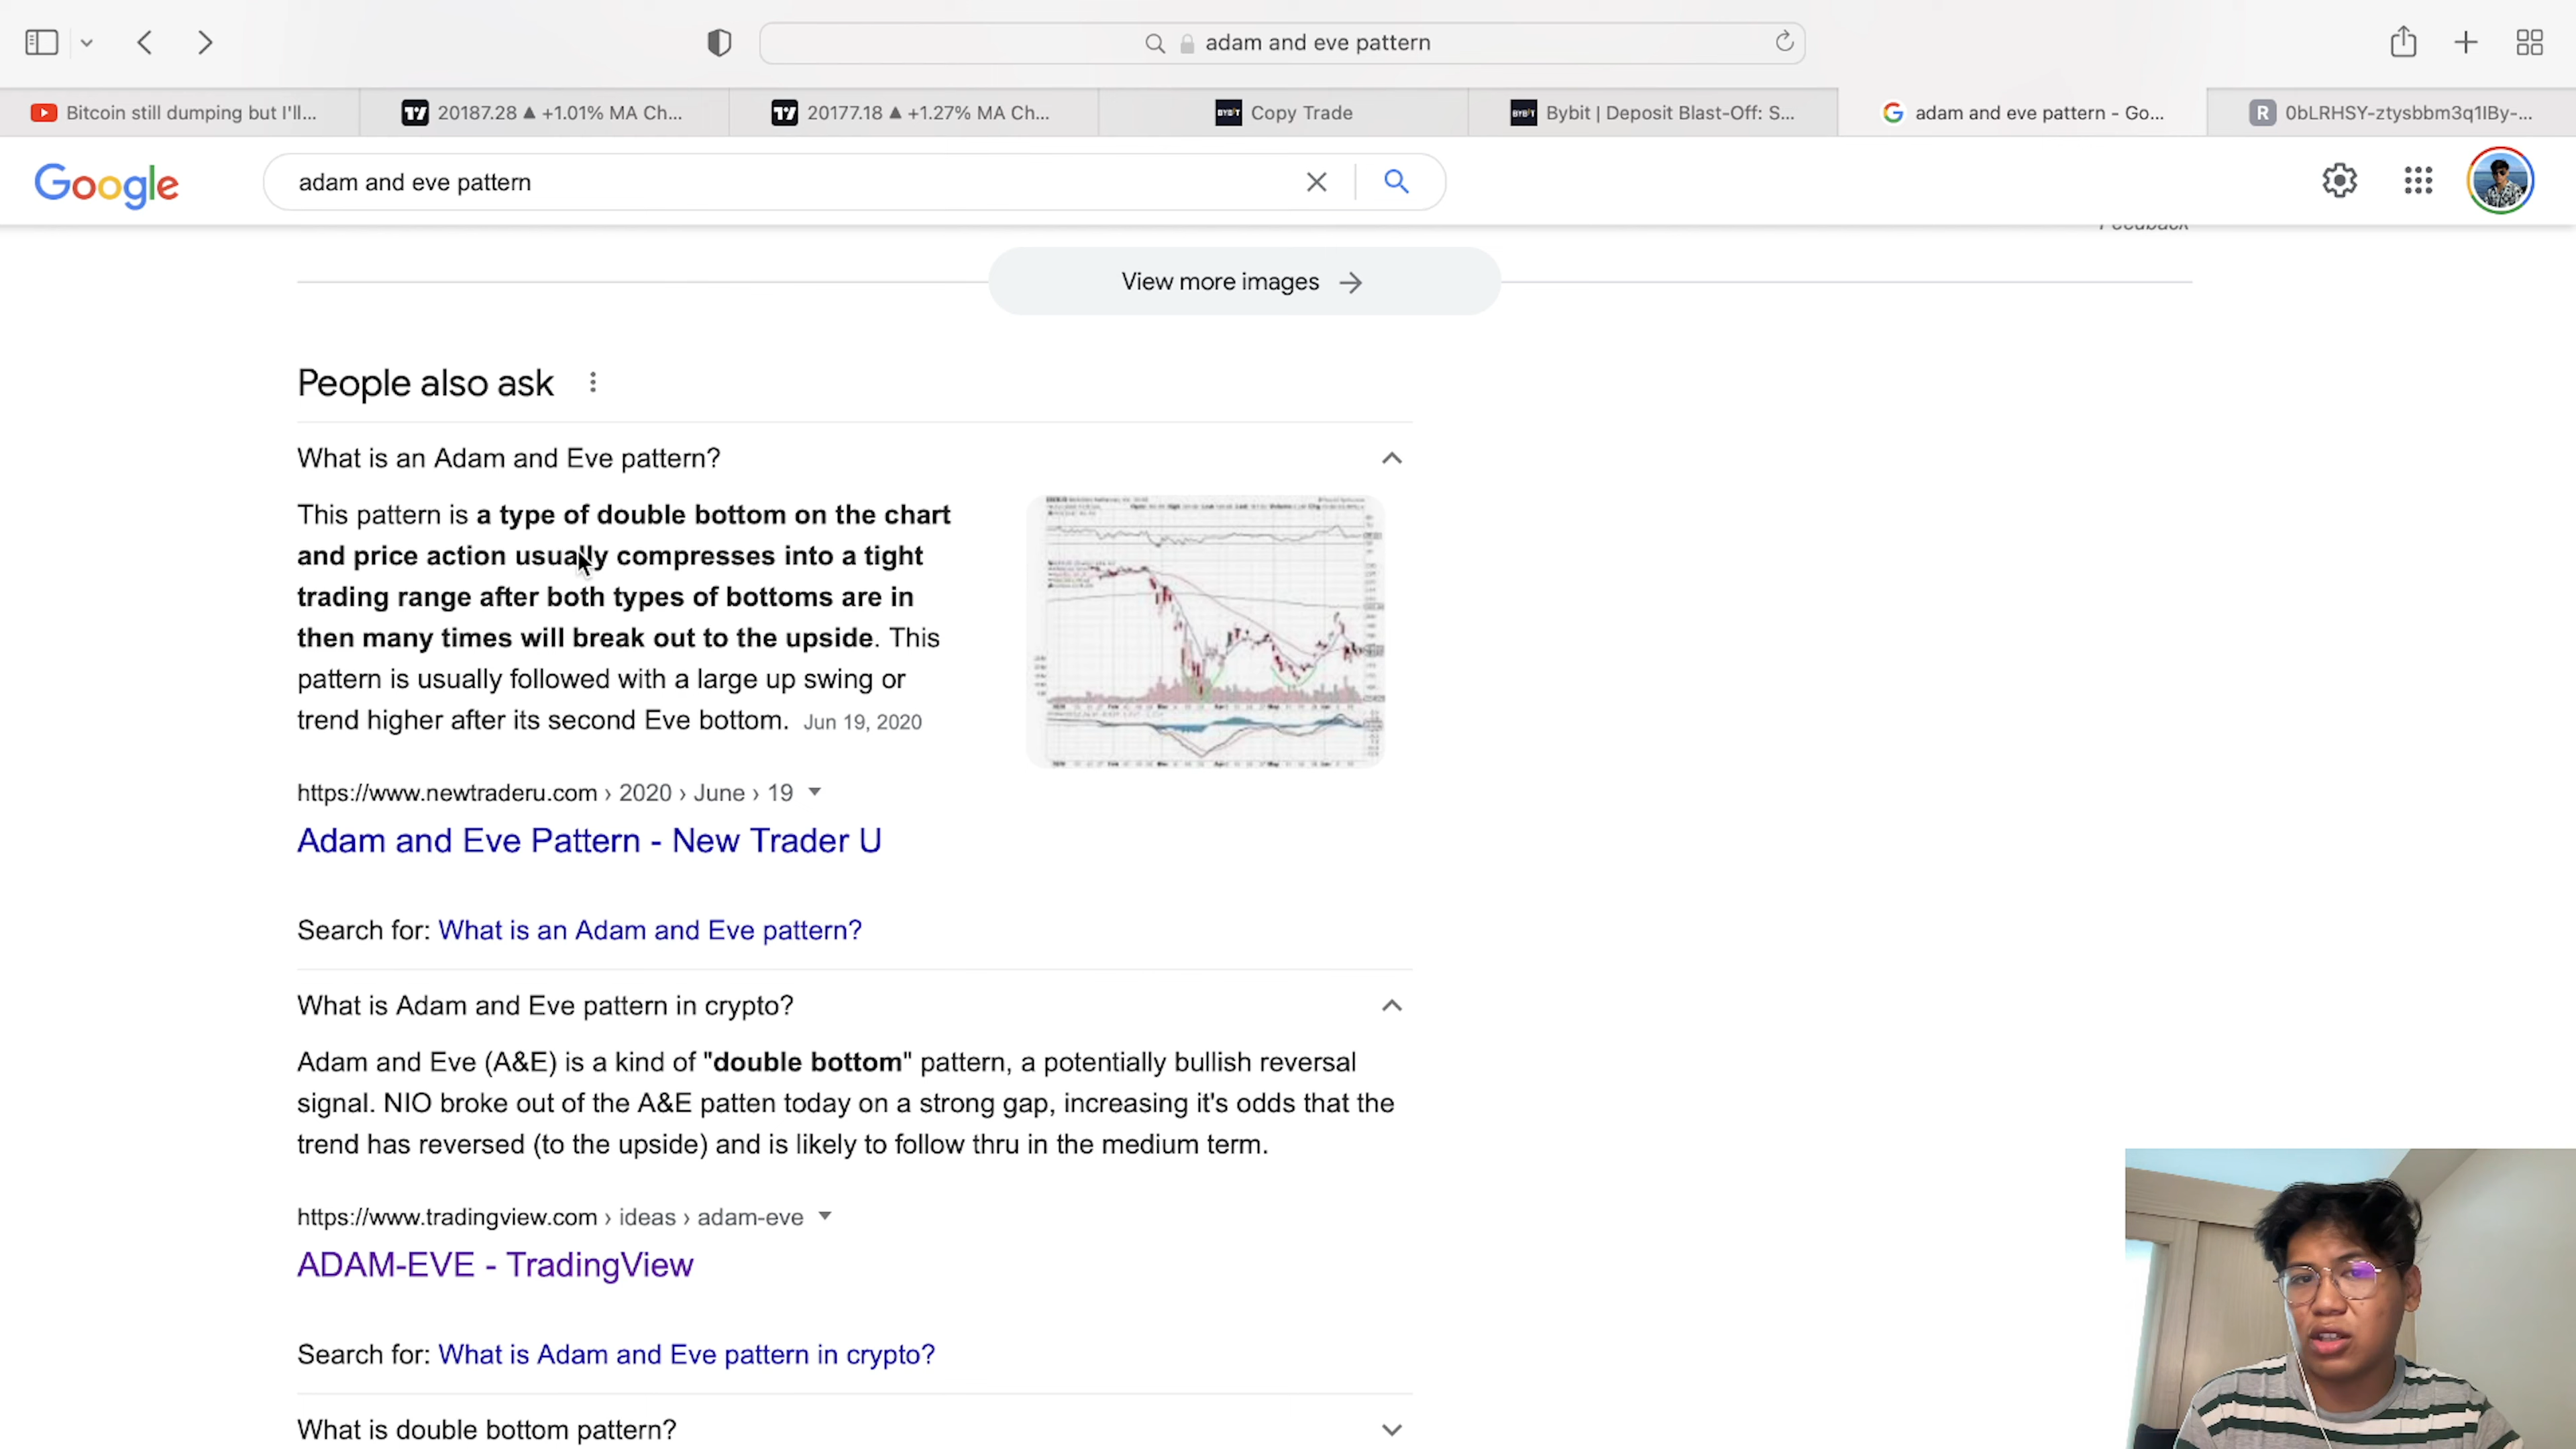 adam and eve pattern
Bitcoin still dumping but I'll...
20187.28 ▲ +1.01% MA Ch...
20177.18 ▲ +1.27% MA Ch...
Copy Trade
Bybit | Deposit Blast-Off: S...
adam and eve pattern - Go...
R 0bLRHSY-ztysbbm3q1lBy-...
Google
adam and eve pattern
Feedback
View more images →
People also ask
What is an Adam and Eve pattern?
This pattern is a type of double bottom on the chart
and price action usually compresses into a tight
trading range after both types of bottoms are in
then many times will break out to the upside. This
pattern is usually followed with a large up swing or
trend higher after its second Eve bottom. Jun 19, 2020
https://www.newtraderu.com › 2020 › June › 19
Adam and Eve Pattern - New Trader U
Search for: What is an Adam and Eve pattern?
What is Adam and Eve pattern in crypto?
Adam and Eve (A&E) is a kind of "double bottom" pattern, a potentially bullish reversal
signal. NIO broke out of the A&E patten today on a strong gap, increasing it's odds that the
trend has reversed (to the upside) and is likely to follow thru in the medium term.
https://www.tradingview.com › ideas › adam-eve
ADAM-EVE - TradingView
Search for: What is Adam and Eve pattern in crypto?
What is double bottom pattern?